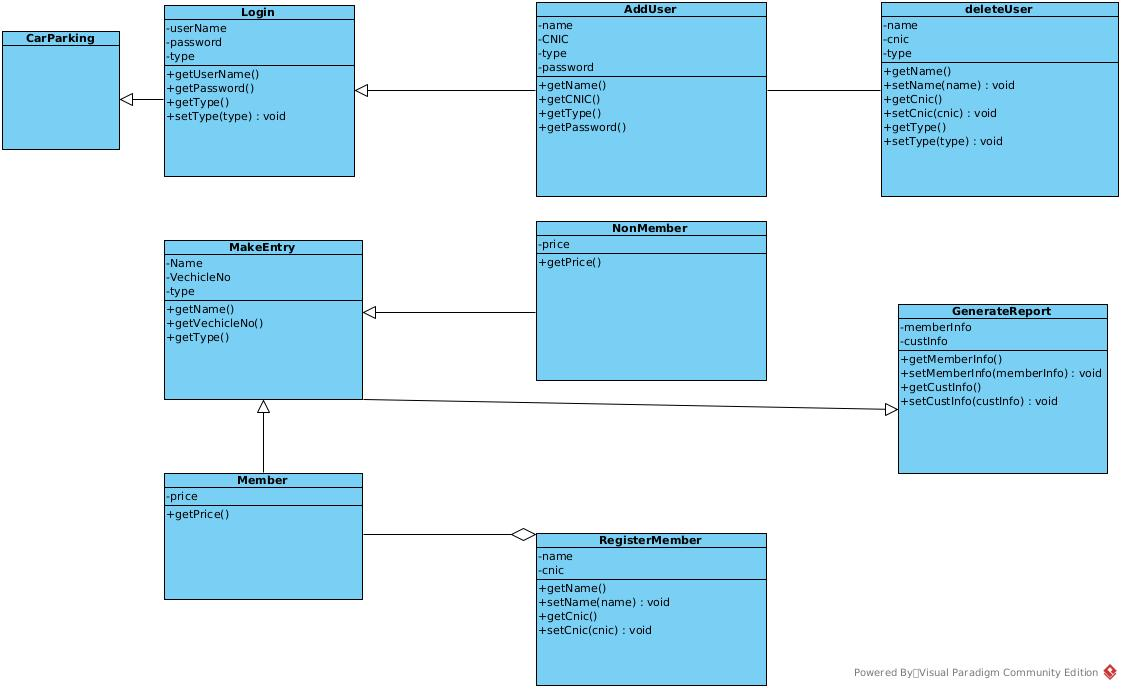 CarParking
Login
-userName
-password
-type
+getUserName()
+getPassword()
+getType()
+setType(type) : void
AddUser
-name
-CNIC
-type
-password
+getName()
+getCNIC()
+getType()
+getPassword()
deleteUser
-name
-cnic
-type
+getName()
+setName(name) : void
+getCnic()
+setCnic(cnic) : void
+getType()
+setType(type) : void
MakeEntry
-Name
-VechicleNo
-type
+getName()
+getVechicleNo()
+getType()
NonMember
-price
+getPrice()
GenerateReport
-memberInfo
-custInfo
+getMemberInfo()
+setMemberInfo(memberInfo) : void
+getCustInfo()
+setCustInfo(custInfo) : void
Member
-price
+getPrice()
RegisterMember
-name
-cnic
+getName()
+setName(name) : void
+getCnic()
+setCnic(cnic) : void
Powered By Visual Paradigm Community Edition